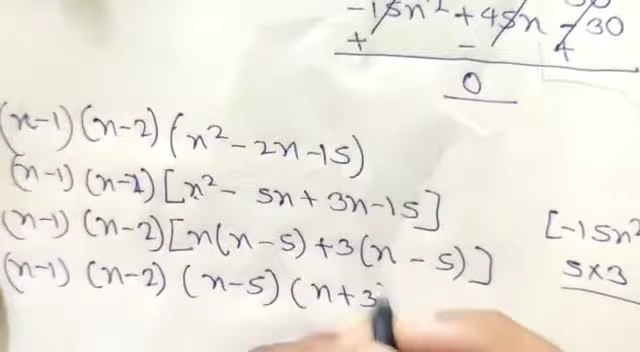 -15x² + 45x - 30
+ - +
0
(x-1) (x-2) (x² - 2x - 15)
(x-1) (x-2) [x² - 5x + 3x - 15]
(x-1) (x-2) [x(x-5) + 3(x-5)]
(x-1) (x-2) (x-5) (x+3
[-15x²
5×3